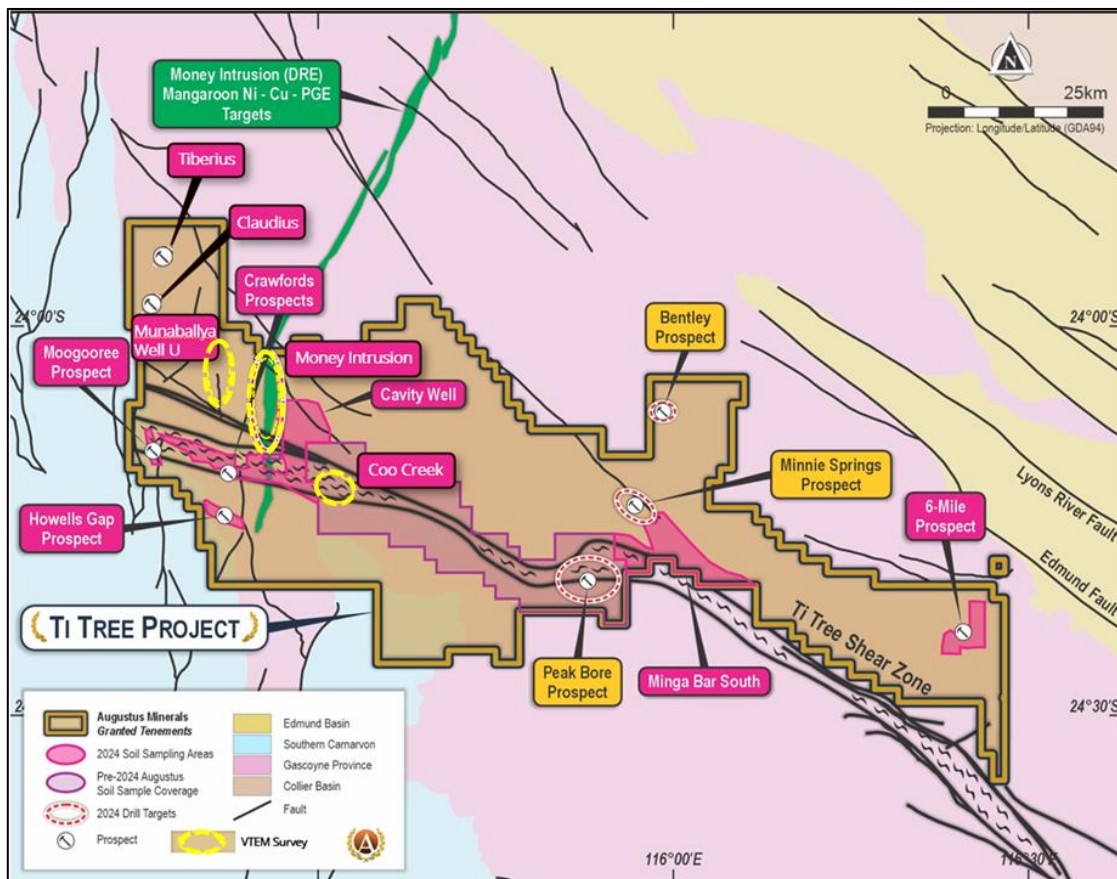 Money Intrusion (DRE)
Mangaroon Ni - Cu - PGE
Targets
N
0 25km
Projection: Longitude/Latitude (GDA94)
Tiberius
Claudius
Crawfords
Prospects
24°00'S
24°00'S
Munaballya
Well U
Moogooree
Prospect
Money Intrusion
Cavity Well
Bentley
Prospect
Coo Creek
Minnie Springs
Prospect
6-Mile
Prospect
Lyons River Fault
Edmund Fault
Howells Gap
Prospect
TI TREE PROJECT
Ti Tree Shear Zone
Peak Bore
Prospect
Minga Bar South
24°30'S
Augustus Minerals
Granted Tenements
2024 Soil Sampling Areas
Pre-2024 Augustus
Soil Sample Coverage
2024 Drill Targets
Prospect
Edmund Basin
Southern Carnarvon
Gascoyne Province
Collier Basin
Fault
VTEM Survey
A
116°00'E
116°30'E